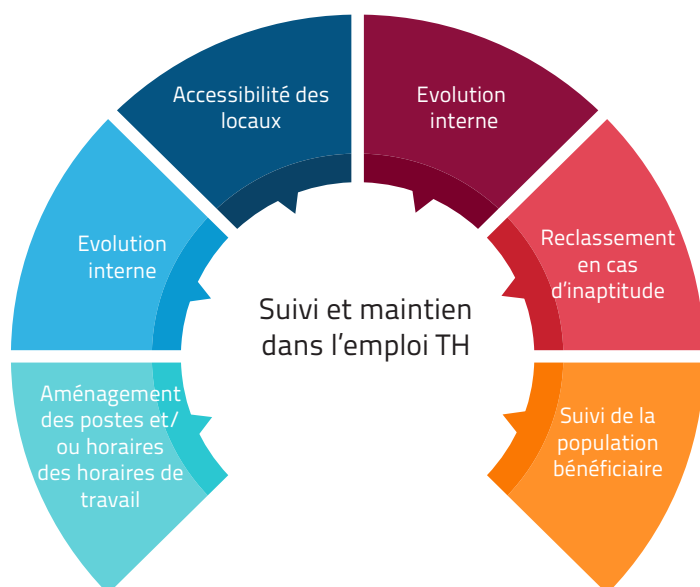 Accessibilité des
locaux
Evolution
interne
Evolution
interne
Reclassement
en cas
d’inaptitude
Suivi et maintien
dans l’emploi TH
Aménagement
des postes et/
ou horaires
des horaires de
travail
Suivi de la
population
bénéficiaire